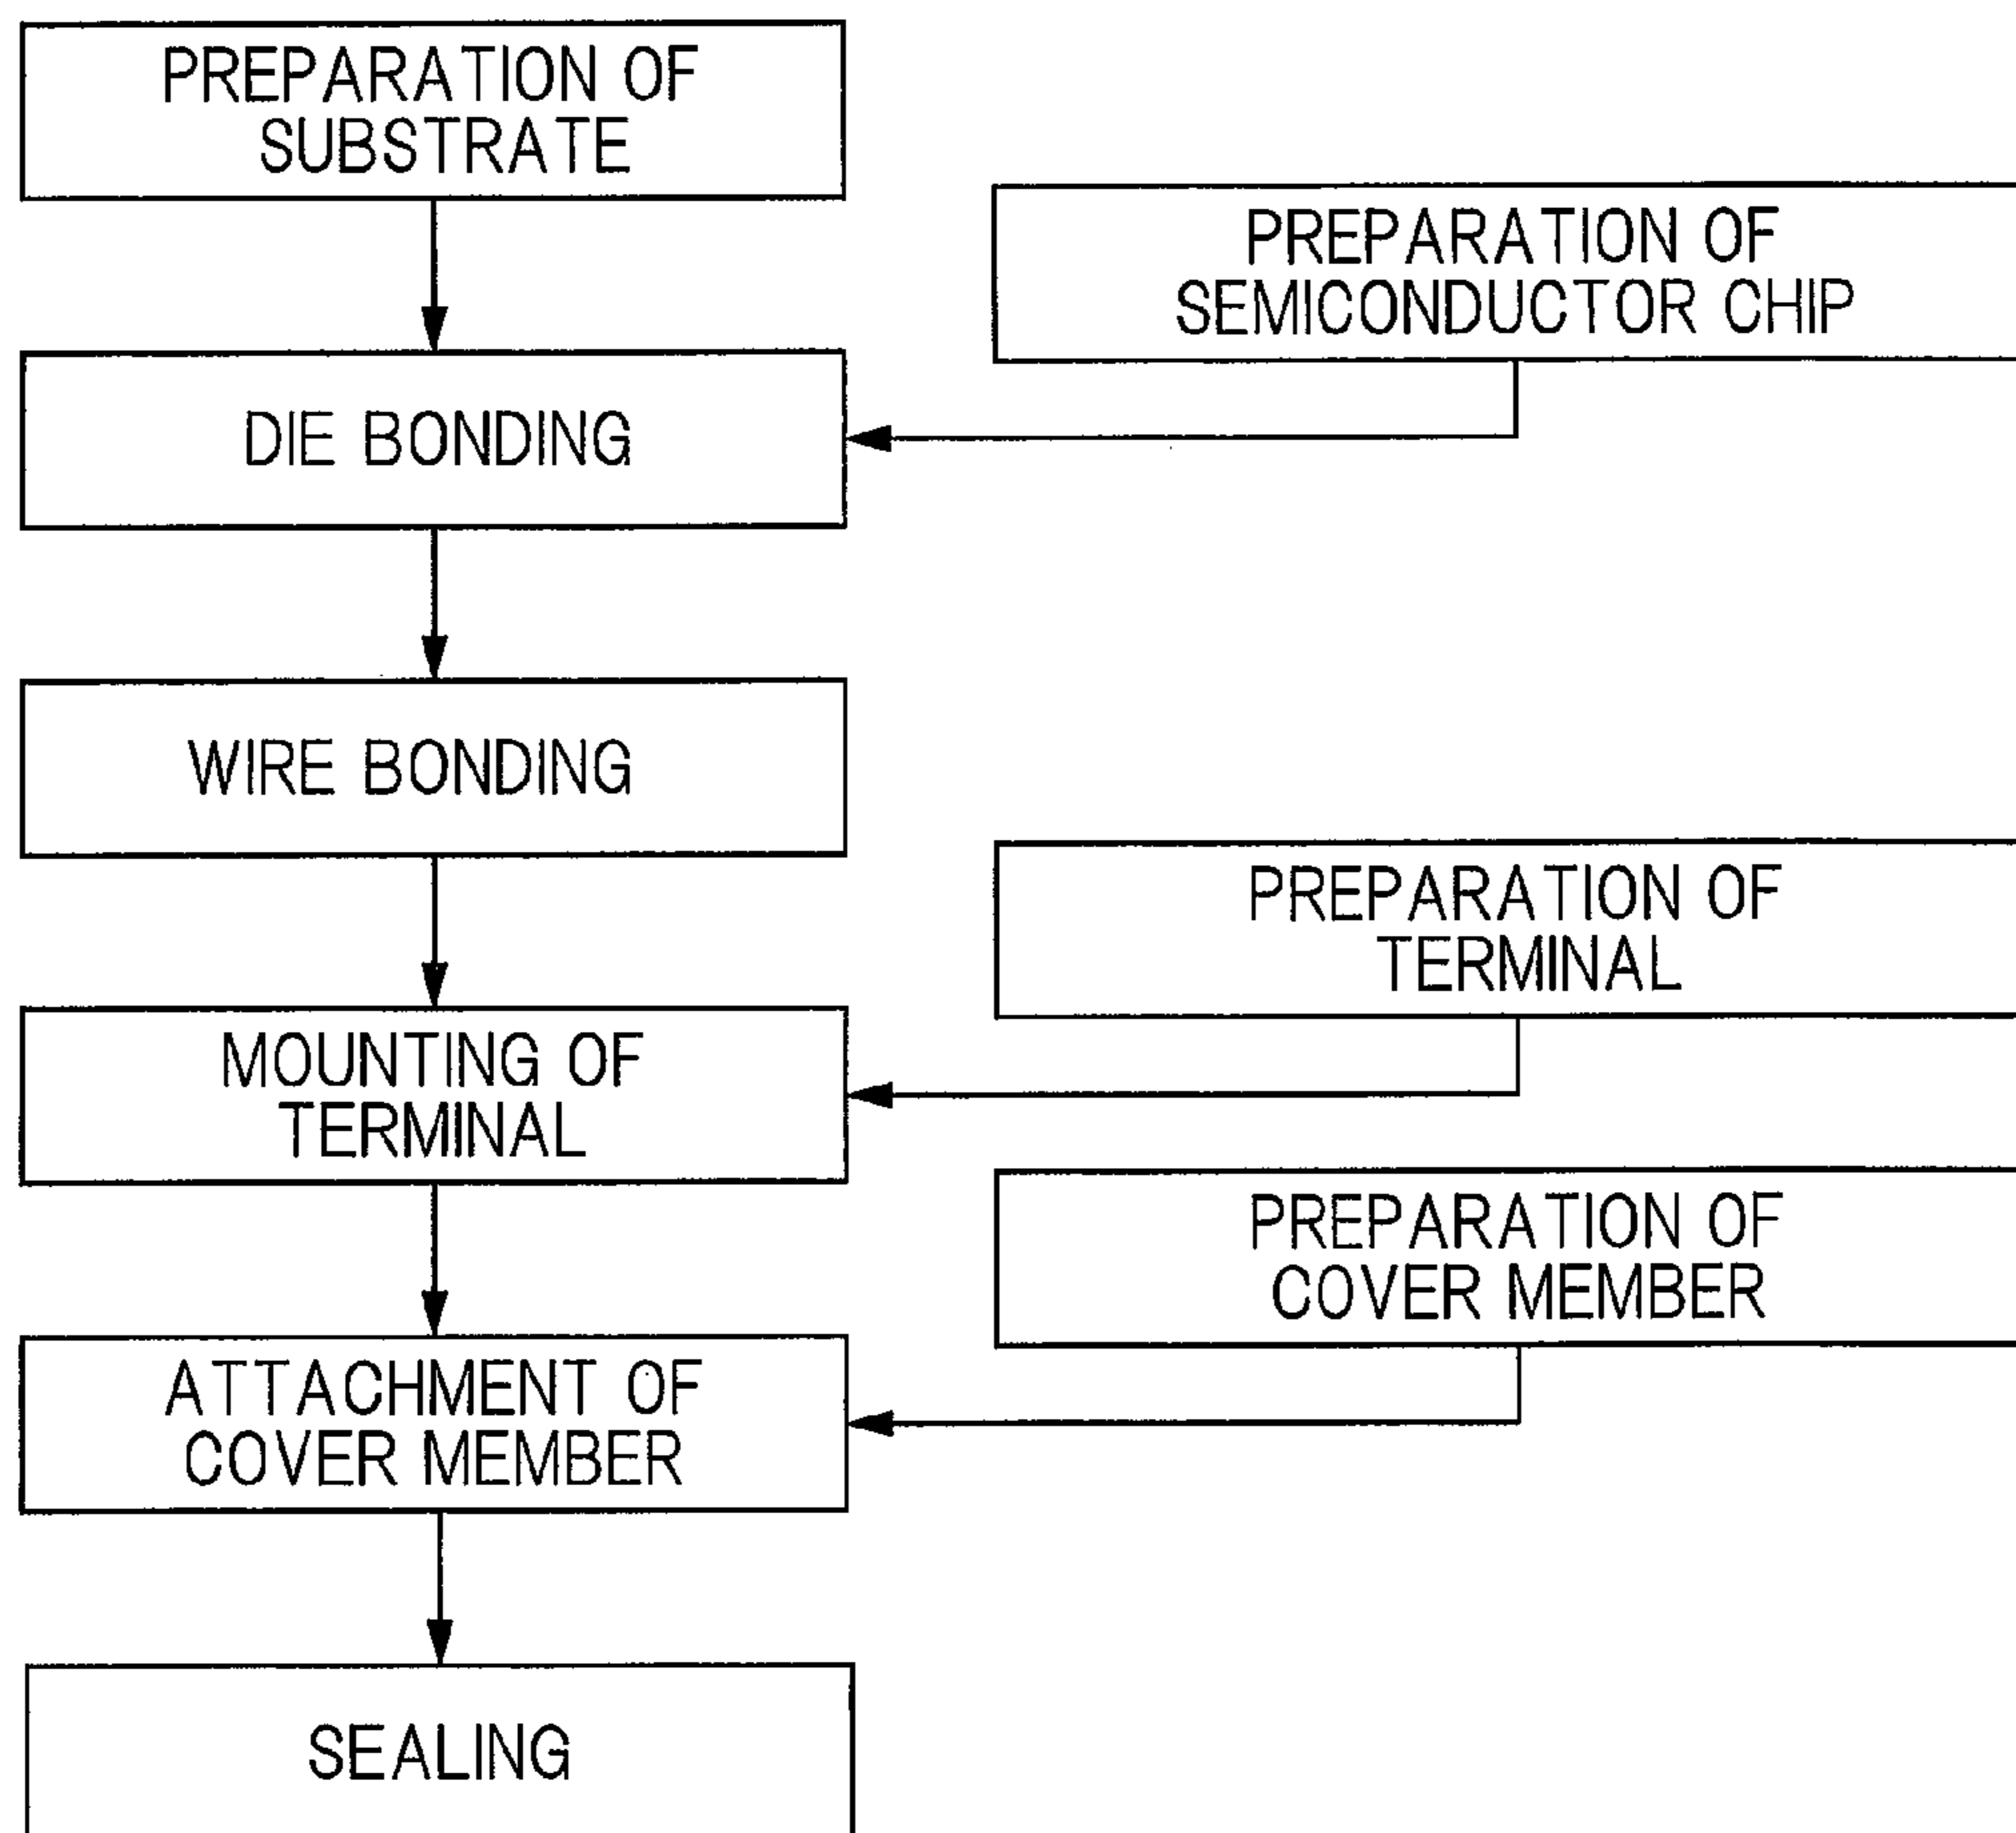 PREPARATION OF
SUBSTRATE
PREPARATION OF
SEMICONDUCTOR CHIP
DIE BONDING
WIRE BONDING
PREPARATION OF
TERMINAL
MOUNTING OF
TERMINAL
PREPARATION OF
COVER MEMBER
ATTACHMENT OF
COVER MEMBER
SEALING